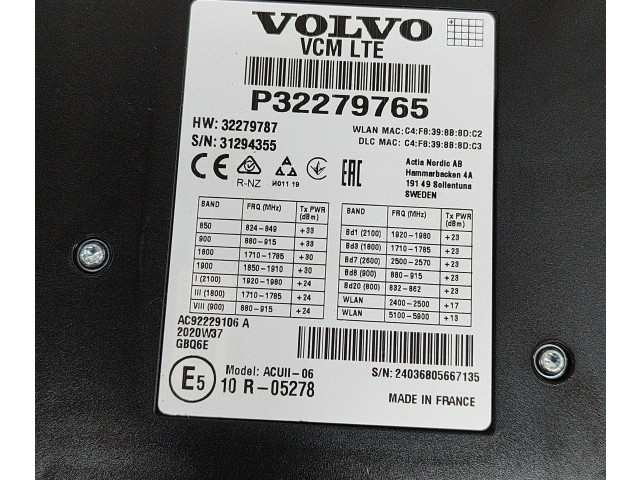 VOLVO
VCM LTE
P32279765
HW: 32279787
S/N: 31294355
WLAN MAC: C4:F8:39:8B:8D:C2
DLC MAC: C4:F8:39:8B:8D:C3
CE
R-NZ
И011 19
EAC
Actia Nordic AB
Hammarbacken 4A
191 49 Sollentuna
SWEDEN
BAND FRQ (MHz) Tx PWR (dBm)
850 824-849 +33
900 880-915 +33
1800 1710-1785 +30
1900 1850-1910 +30
I (2100) 1920-1980 +24
III (1800) 1710-1785 +24
VIII (900) 880-915 +24
BAND FRQ (MHz) Tx PWR (dBm)
Bd1 (2100) 1920-1980 +23
Bd3 (1800) 1710-1785 +23
Bd7 (2600) 2500-2570 +23
Bd8 (900) 880-915 +23
Bd20 (800) 832-862 +23
WLAN 2400-2500 +17
WLAN 5100-5900 +13
AC92229106 A
2020W37
GBQ6E
S/N: 24036805667135
E5
Model: ACUII-06
10 R-05278
MADE IN FRANCE